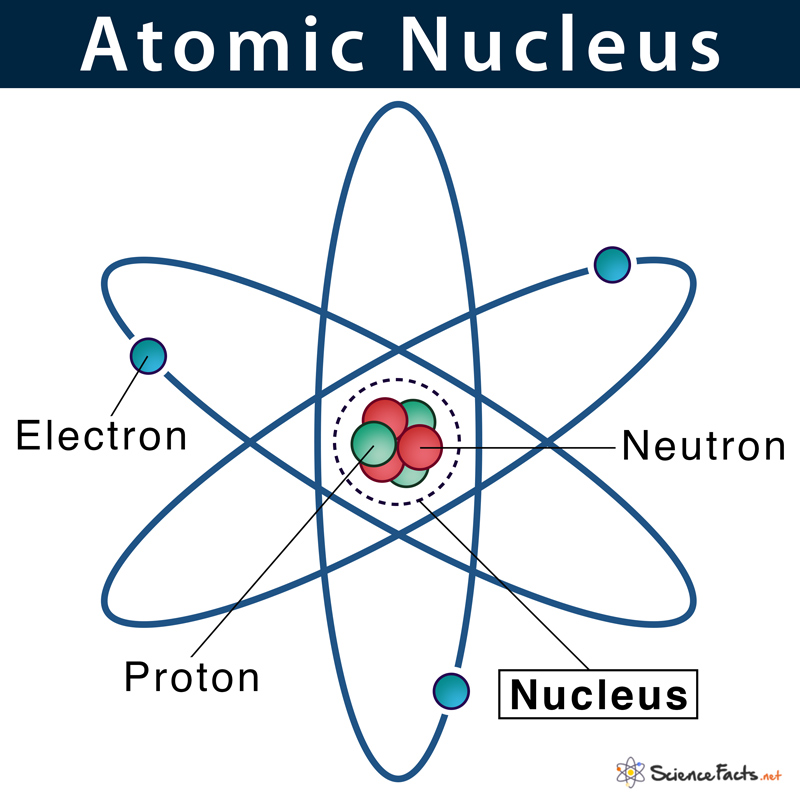 Atomic Nucleus
Electron
Neutron
Proton
Nucleus
ScienceFacts.net